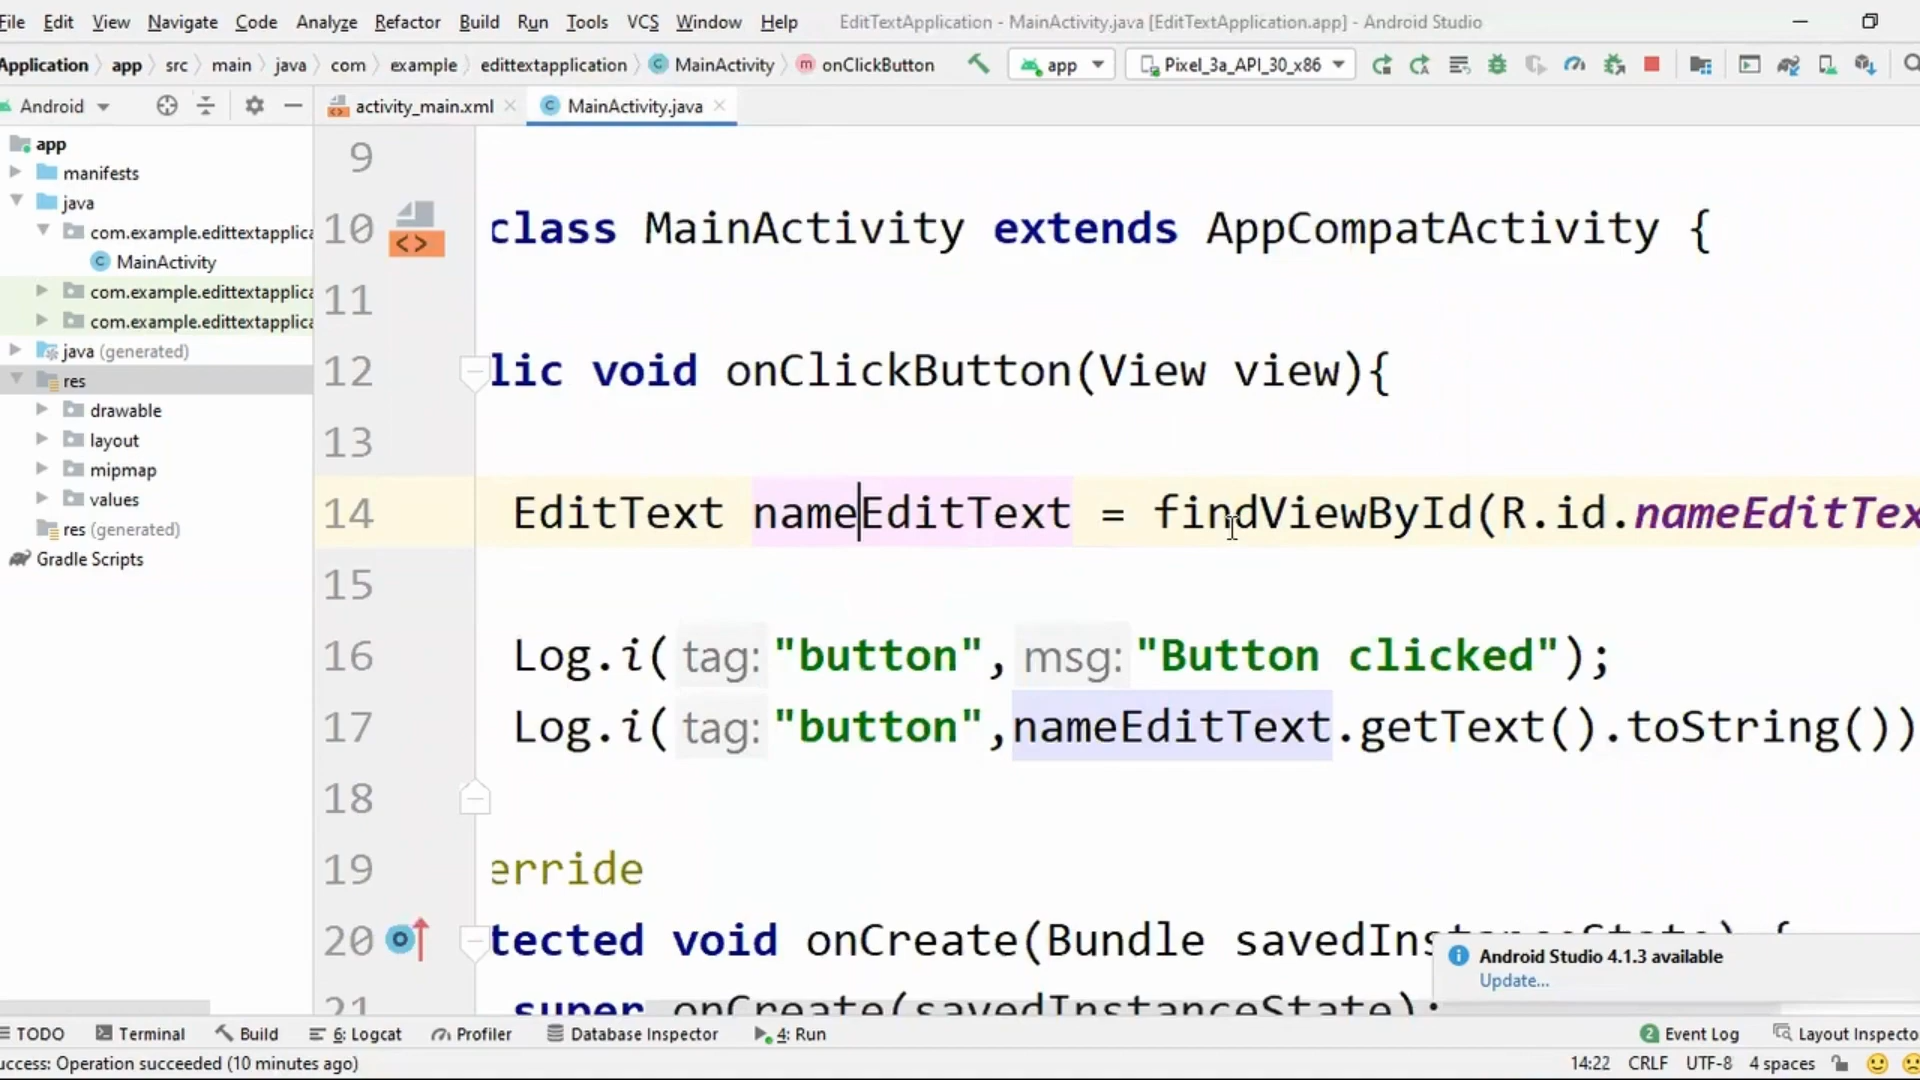 File Edit View Navigate Code Analyze Refactor Build Run Tools VCS Window Help EditTextApplication - MainActivity.java [EditTextApplication.app] - Android Studio
Application app src main java com example edittextapplication MainActivity onClickButton app Pixel_3a_API_30_x86
Android activity_main.xml MainActivity.java
app
manifests
java
com.example.edittextapplica
MainActivity
com.example.edittextapplica
com.example.edittextapplica
java (generated)
res
drawable
layout
mipmap
values
res (generated)
Gradle Scripts
9
10 class MainActivity extends AppCompatActivity {
11
12 lic void onClickButton(View view){
13
14 EditText nameEditText = findViewById(R.id.nameEditTex
15
16 Log.i( tag: "button", msg: "Button clicked");
17 Log.i( tag: "button",nameEditText.getText().toString())
18
19 erride
20 tected void onCreate(Bundle savedInstanceState) {
21 super onCreate(savedInstanceState);
Android Studio 4.1.3 available
Update...
TODO Terminal Build 6: Logcat Profiler Database Inspector 4: Run 2 Event Log Layout Inspecto
uccess: Operation succeeded (10 minutes ago) 14:22 CRLF UTF-8 4 spaces